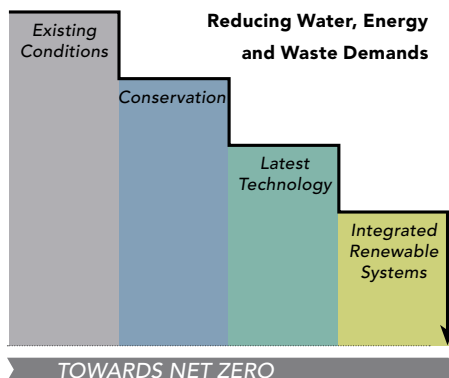 Reducing Water, Energy
and Waste Demands
Existing
Conditions
Conservation
Latest
Technology
Integrated
Renewable
Systems
TOWARDS NET ZERO